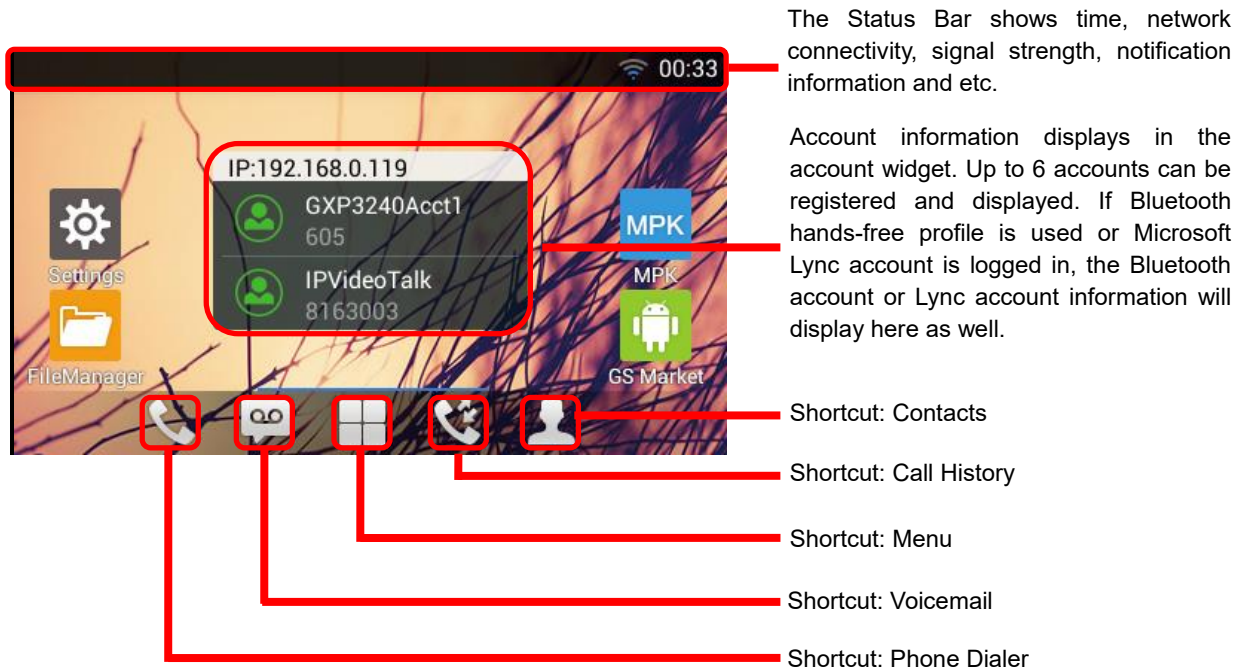 The Status Bar shows time, network
connectivity, signal strength, notification
information and etc.
00:33
Account information displays in the
account widget. Up to 6 accounts can be
registered and displayed. If Bluetooth
hands-free profile is used or Microsoft
Lync account is logged in, the Bluetooth
account or Lync account information will
display here as well.
IP:192.168.0.119
GXP3240Acct1
605
IPVideoTalk
8163003
Settings
FileManager
MPK
MPK
GS Market
Shortcut: Contacts
Shortcut: Call History
Shortcut: Menu
Shortcut: Voicemail
Shortcut: Phone Dialer